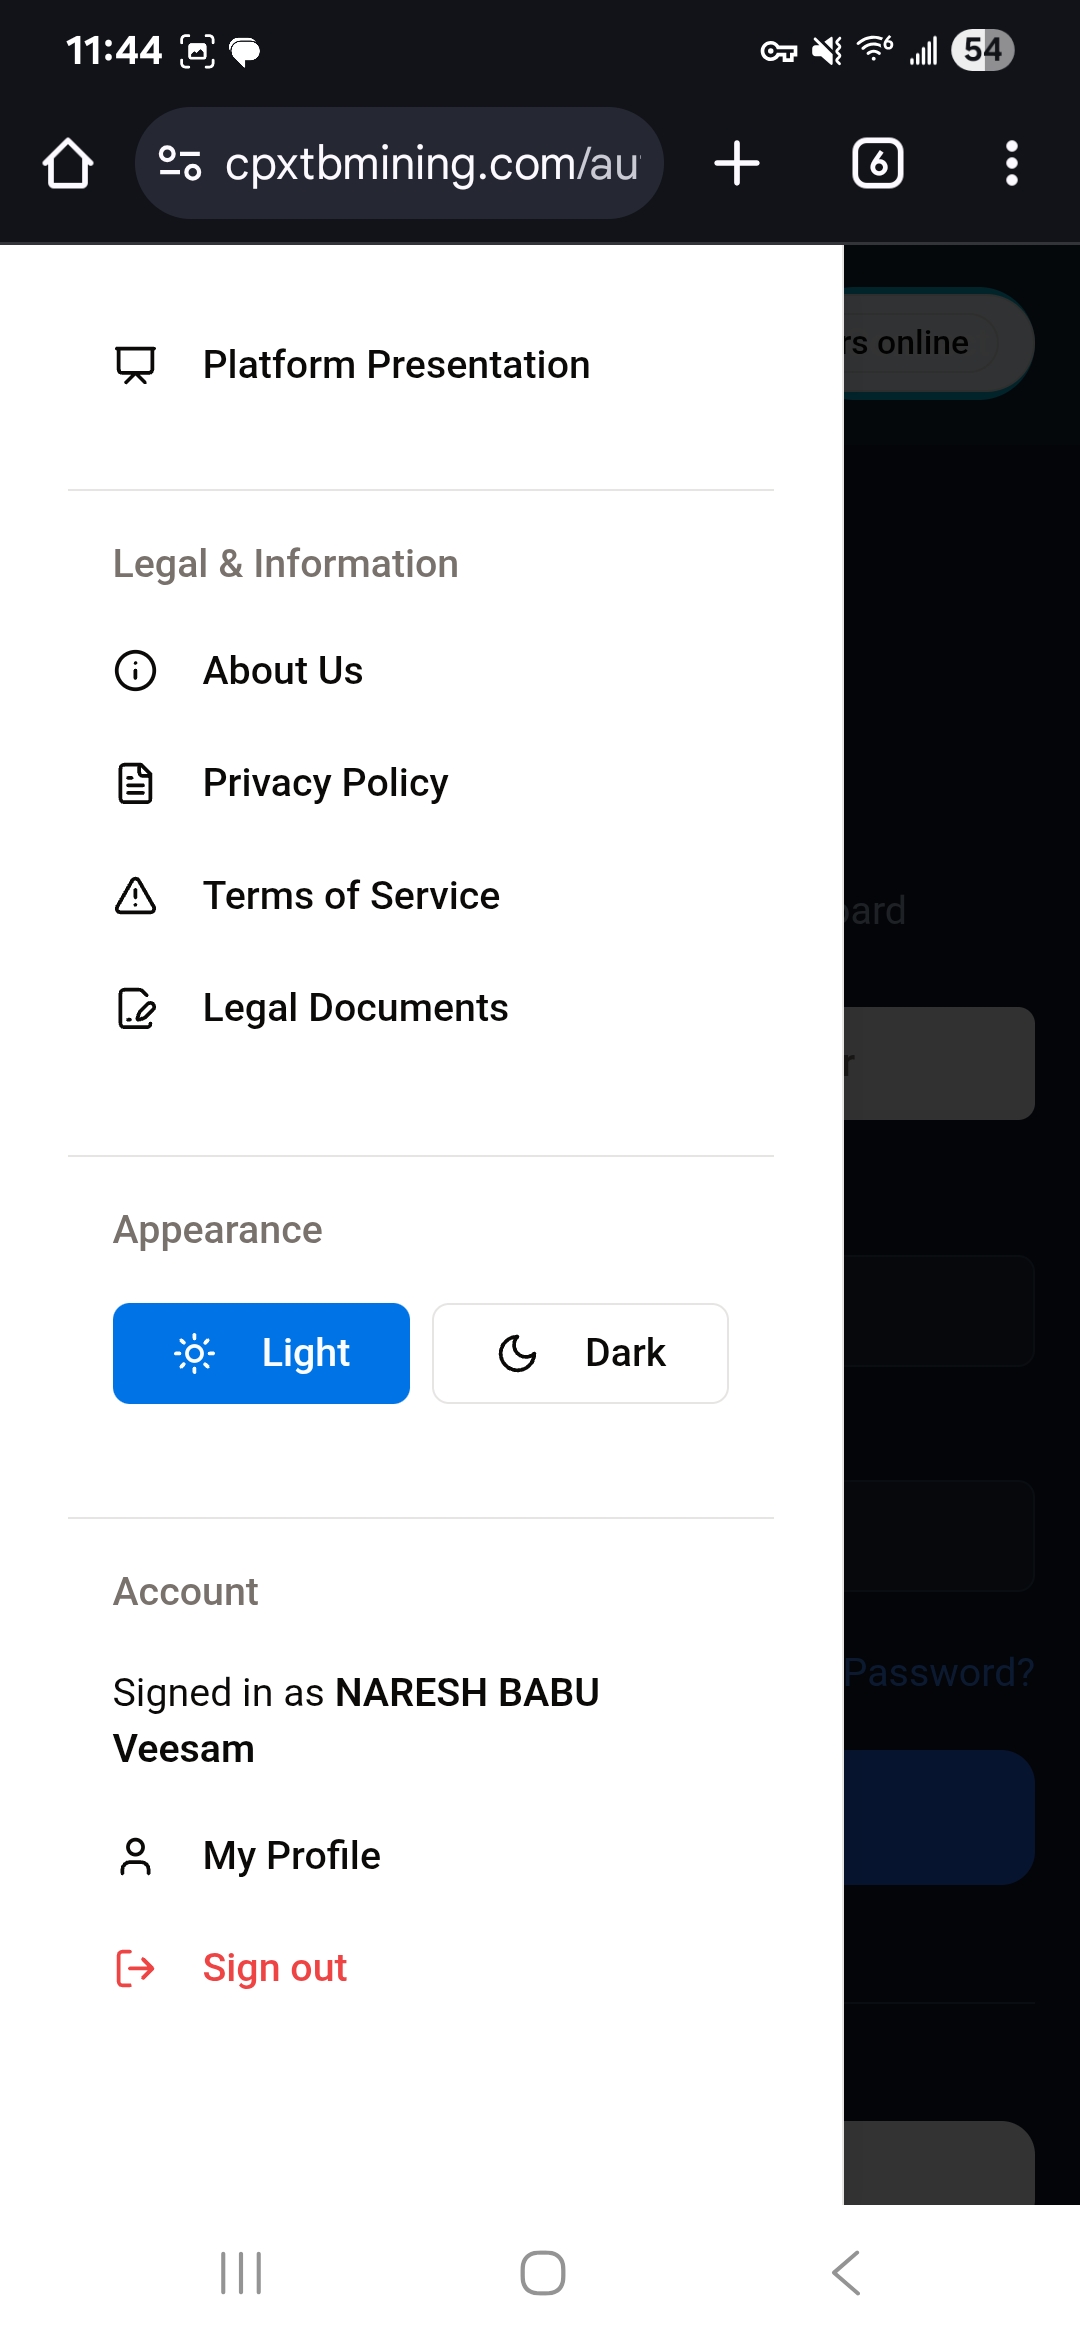 11:44
6
54
cpxtbmining.com/au
6
Platform Presentation
rs online
Legal & Information
About Us
Privacy Policy
Terms of Service
Legal Documents
Appearance
Light
Dark
Account
Signed in as NARESH BABU
Veesam
Password?
My Profile
Sign out